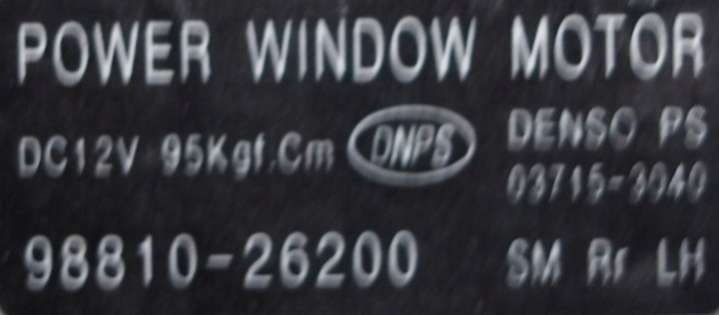 POWER WINDOW MOTOR
DC12V 95Kgf.Cm DNPS DENSO PS
03715-3040
98810-26200 SM Rr LH